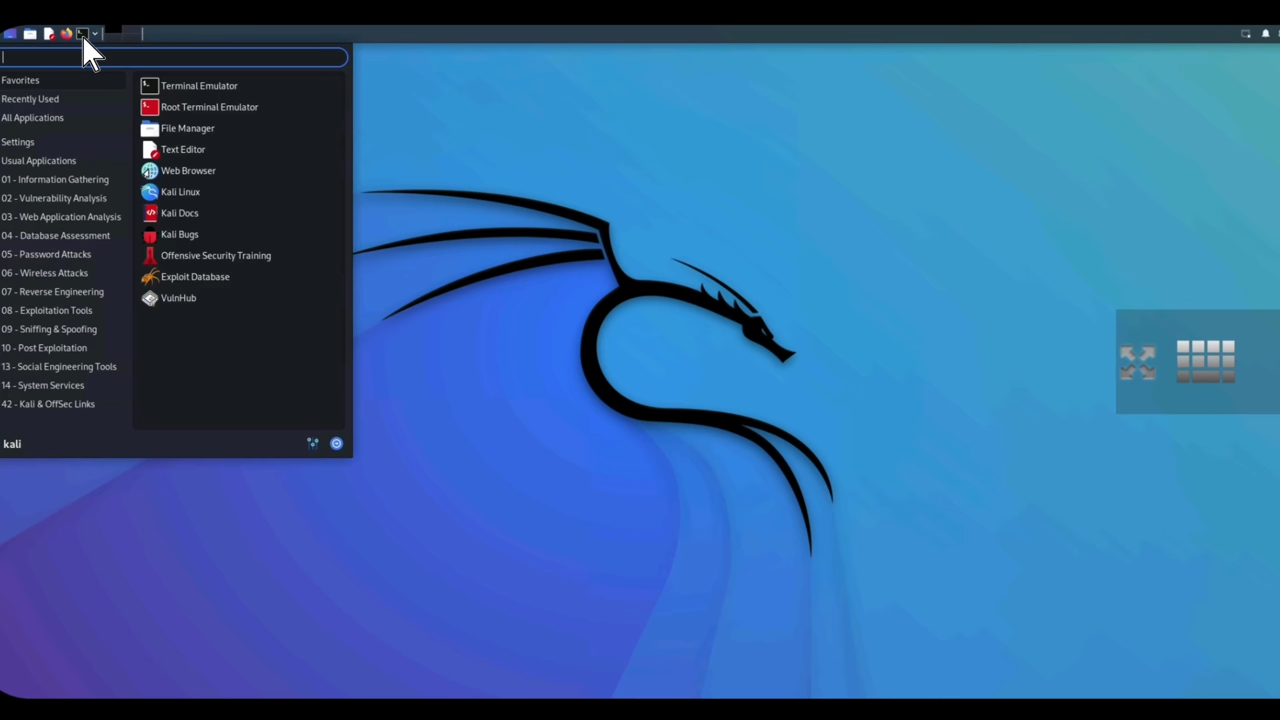 Favorites
Recently Used
All Applications
Settings
Usual Applications
01 - Information Gathering
02 - Vulnerability Analysis
03 - Web Application Analysis
04 - Database Assessment
05 - Password Attacks
06 - Wireless Attacks
07 - Reverse Engineering
08 - Exploitation Tools
09 - Sniffing & Spoofing
10 - Post Exploitation
13 - Social Engineering Tools
14 - System Services
42 - Kali & OffSec Links
Terminal Emulator
Root Terminal Emulator
File Manager
Text Editor
Web Browser
Kali Linux
Kali Docs
Kali Bugs
Offensive Security Training
Exploit Database
VulnHub
kali